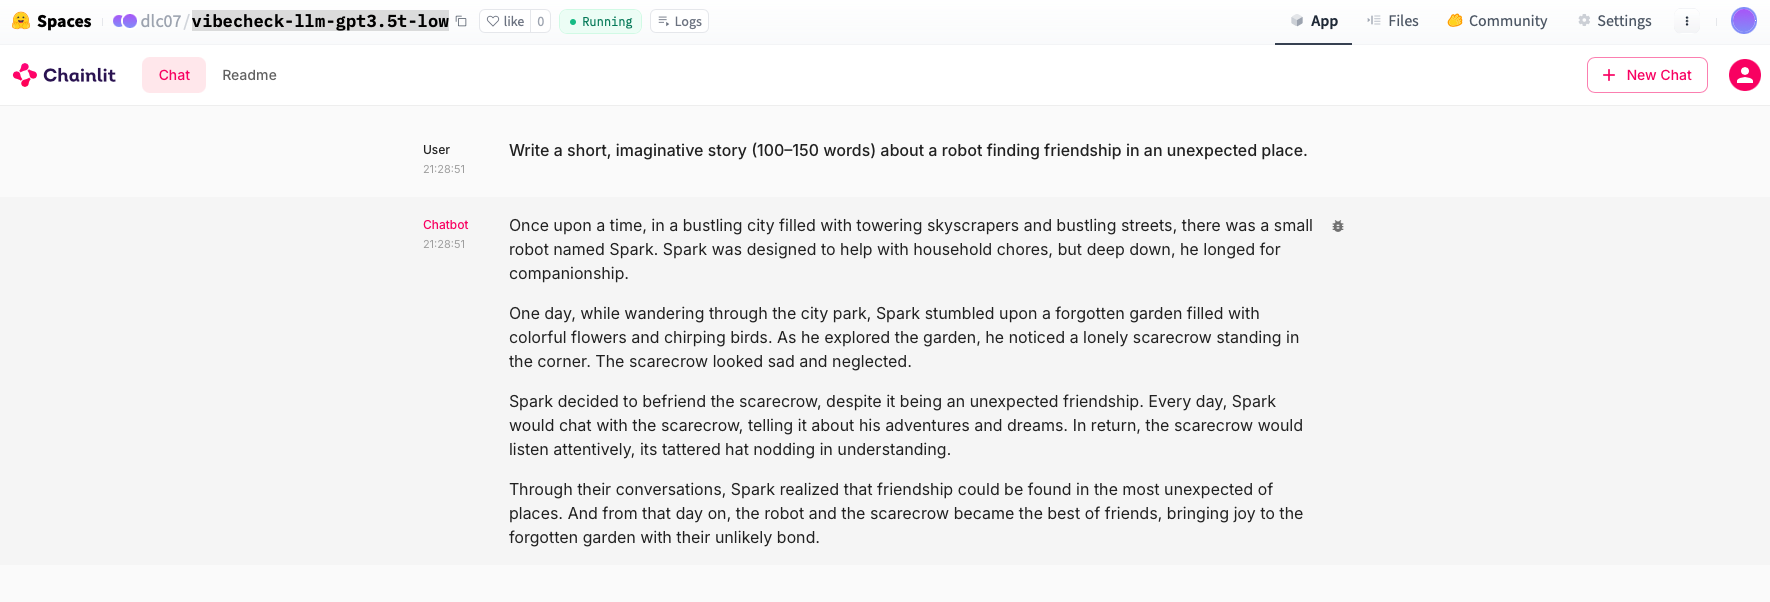 Spaces dlc07/vibecheck-llm-gpt3.5t-low like 0 Running Logs App Files Community Settings
Chainlit Chat Readme New Chat
User Write a short, imaginative story (100–150 words) about a robot finding friendship in an unexpected place.
21:28:51
Chatbot Once upon a time, in a bustling city filled with towering skyscrapers and bustling streets, there was a small
21:28:51 robot named Spark. Spark was designed to help with household chores, but deep down, he longed for
companionship.
One day, while wandering through the city park, Spark stumbled upon a forgotten garden filled with
colorful flowers and chirping birds. As he explored the garden, he noticed a lonely scarecrow standing in
the corner. The scarecrow looked sad and neglected.
Spark decided to befriend the scarecrow, despite it being an unexpected friendship. Every day, Spark
would chat with the scarecrow, telling it about his adventures and dreams. In return, the scarecrow would
listen attentively, its tattered hat nodding in understanding.
Through their conversations, Spark realized that friendship could be found in the most unexpected of
places. And from that day on, the robot and the scarecrow became the best of friends, bringing joy to the
forgotten garden with their unlikely bond.